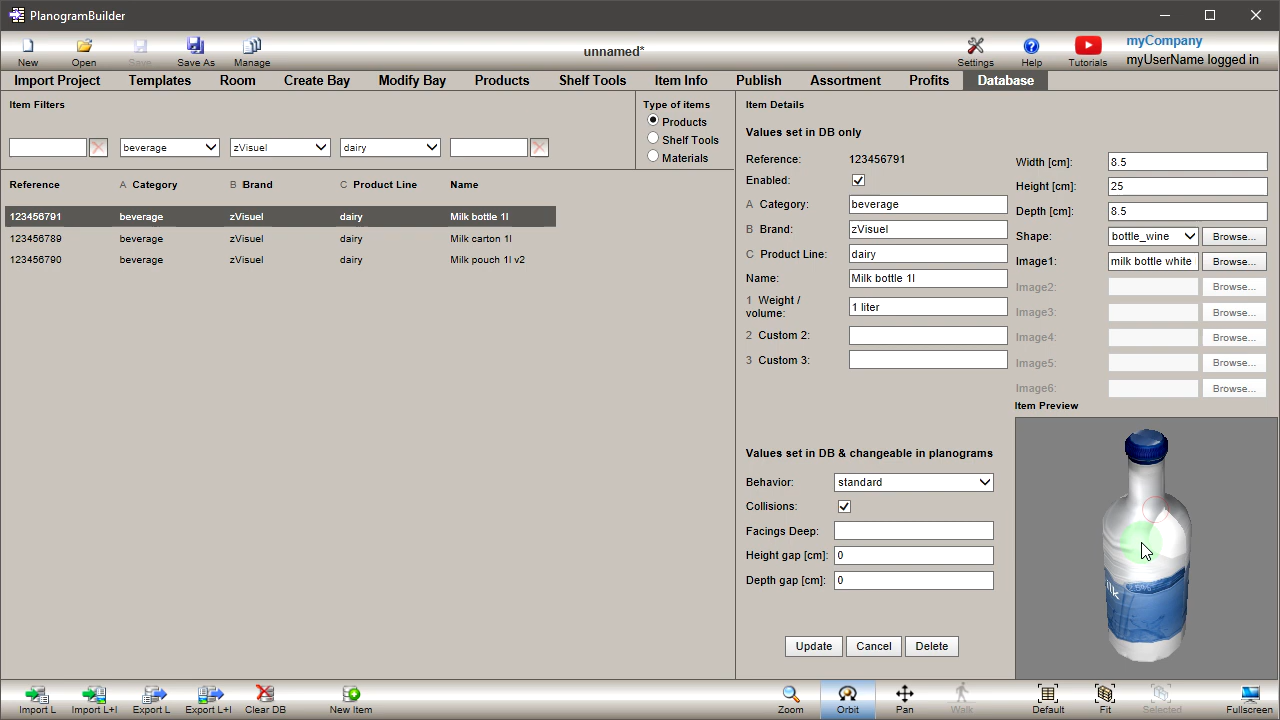 PlanogramBuilder
New Open Save Save As Manage
unnamed*
Settings Help Tutorials
myCompany
myUserName logged in
Import Project Templates Room Create Bay Modify Bay Products Shelf Tools Item Info Publish Assortment Profits Database
Item Filters
beverage zVisuel dairy
Type of items
Products
Shelf Tools
Materials
Reference A Category B Brand C Product Line Name
123456791 beverage zVisuel dairy Milk bottle 1l
123456789 beverage zVisuel dairy Milk carton 1l
123456790 beverage zVisuel dairy Milk pouch 1l v2
Item Details
Values set in DB only
Reference: 123456791
Enabled:
A Category: beverage
B Brand: zVisuel
C Product Line: dairy
Name: Milk bottle 1l
1 Weight / volume: 1 liter
2 Custom 2:
3 Custom 3:
Values set in DB & changeable in planograms
Behavior: standard
Collisions:
Facings Deep:
Height gap [cm]: 0
Depth gap [cm]: 0
Update Cancel Delete
Width [cm]: 8.5
Height [cm]: 25
Depth [cm]: 8.5
Shape: bottle_wine Browse...
Image1: milk bottle white Browse...
Image2: Browse...
Image3: Browse...
Image4: Browse...
Image5: Browse...
Image6: Browse...
Item Preview
Import L Import L+I Export L Export L+I Clear DB New Item Zoom Orbit Pan Walk Default Fit Selected Fullscreen